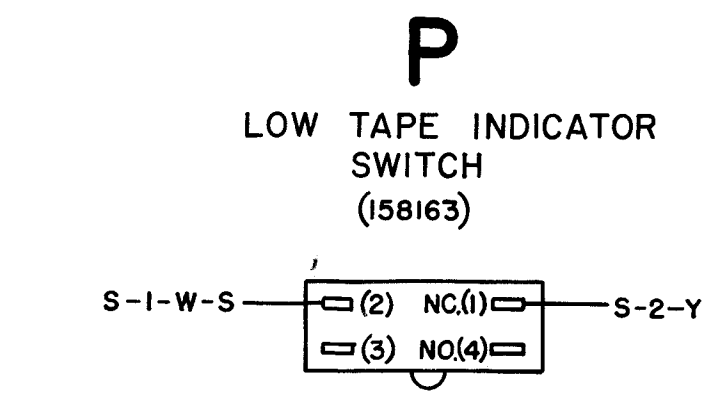 P
LOW TAPE INDICATOR
SWITCH
(158163)
S-1-W-S (2) NC.(1) S-2-Y
(3) NO.(4)